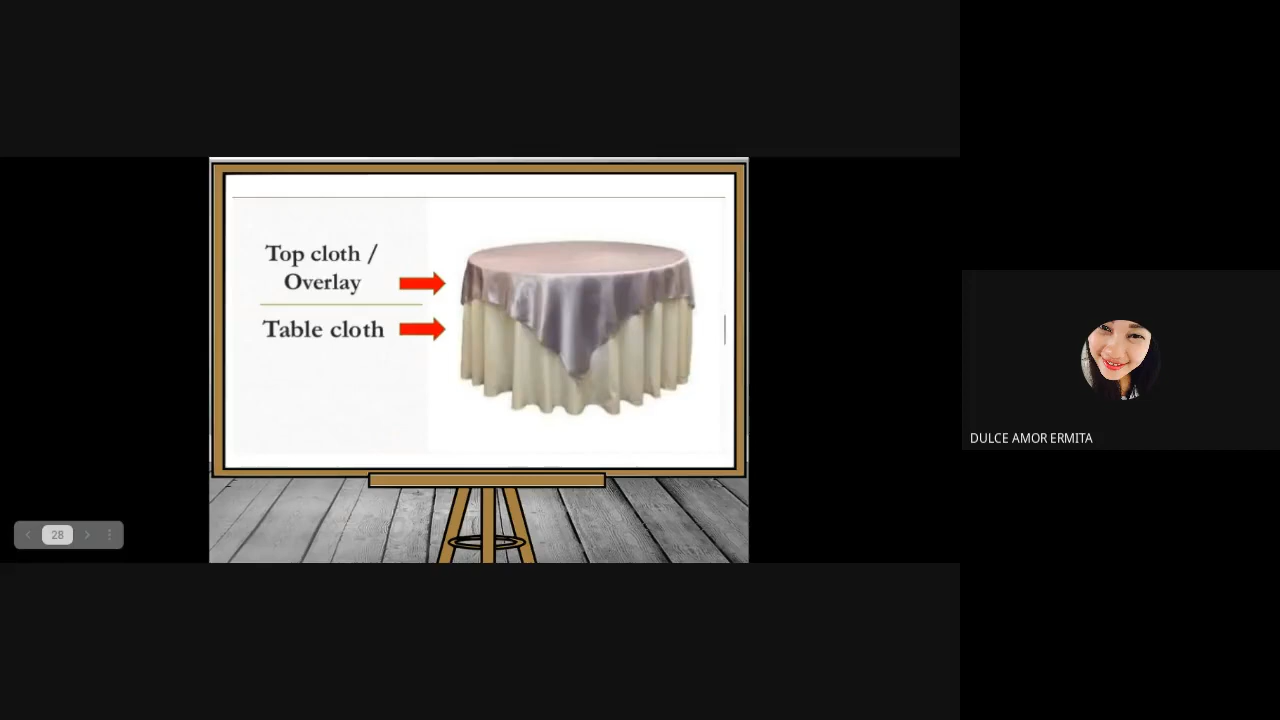 Top cloth /
Overlay
Table cloth
28
DULCE AMOR ERMITA